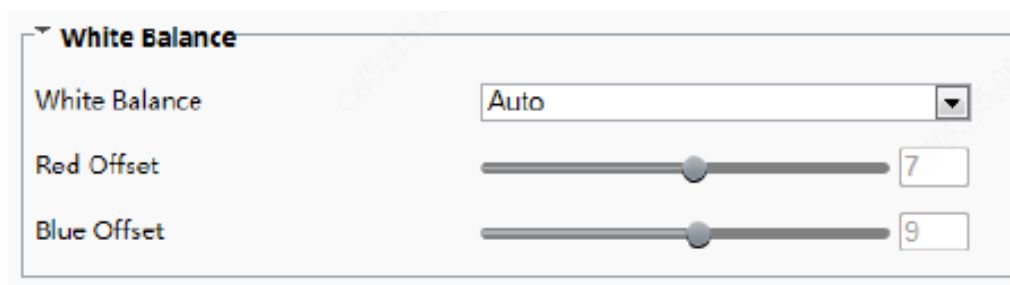 White Balance
White Balance Auto
Red Offset 7
Blue Offset 9